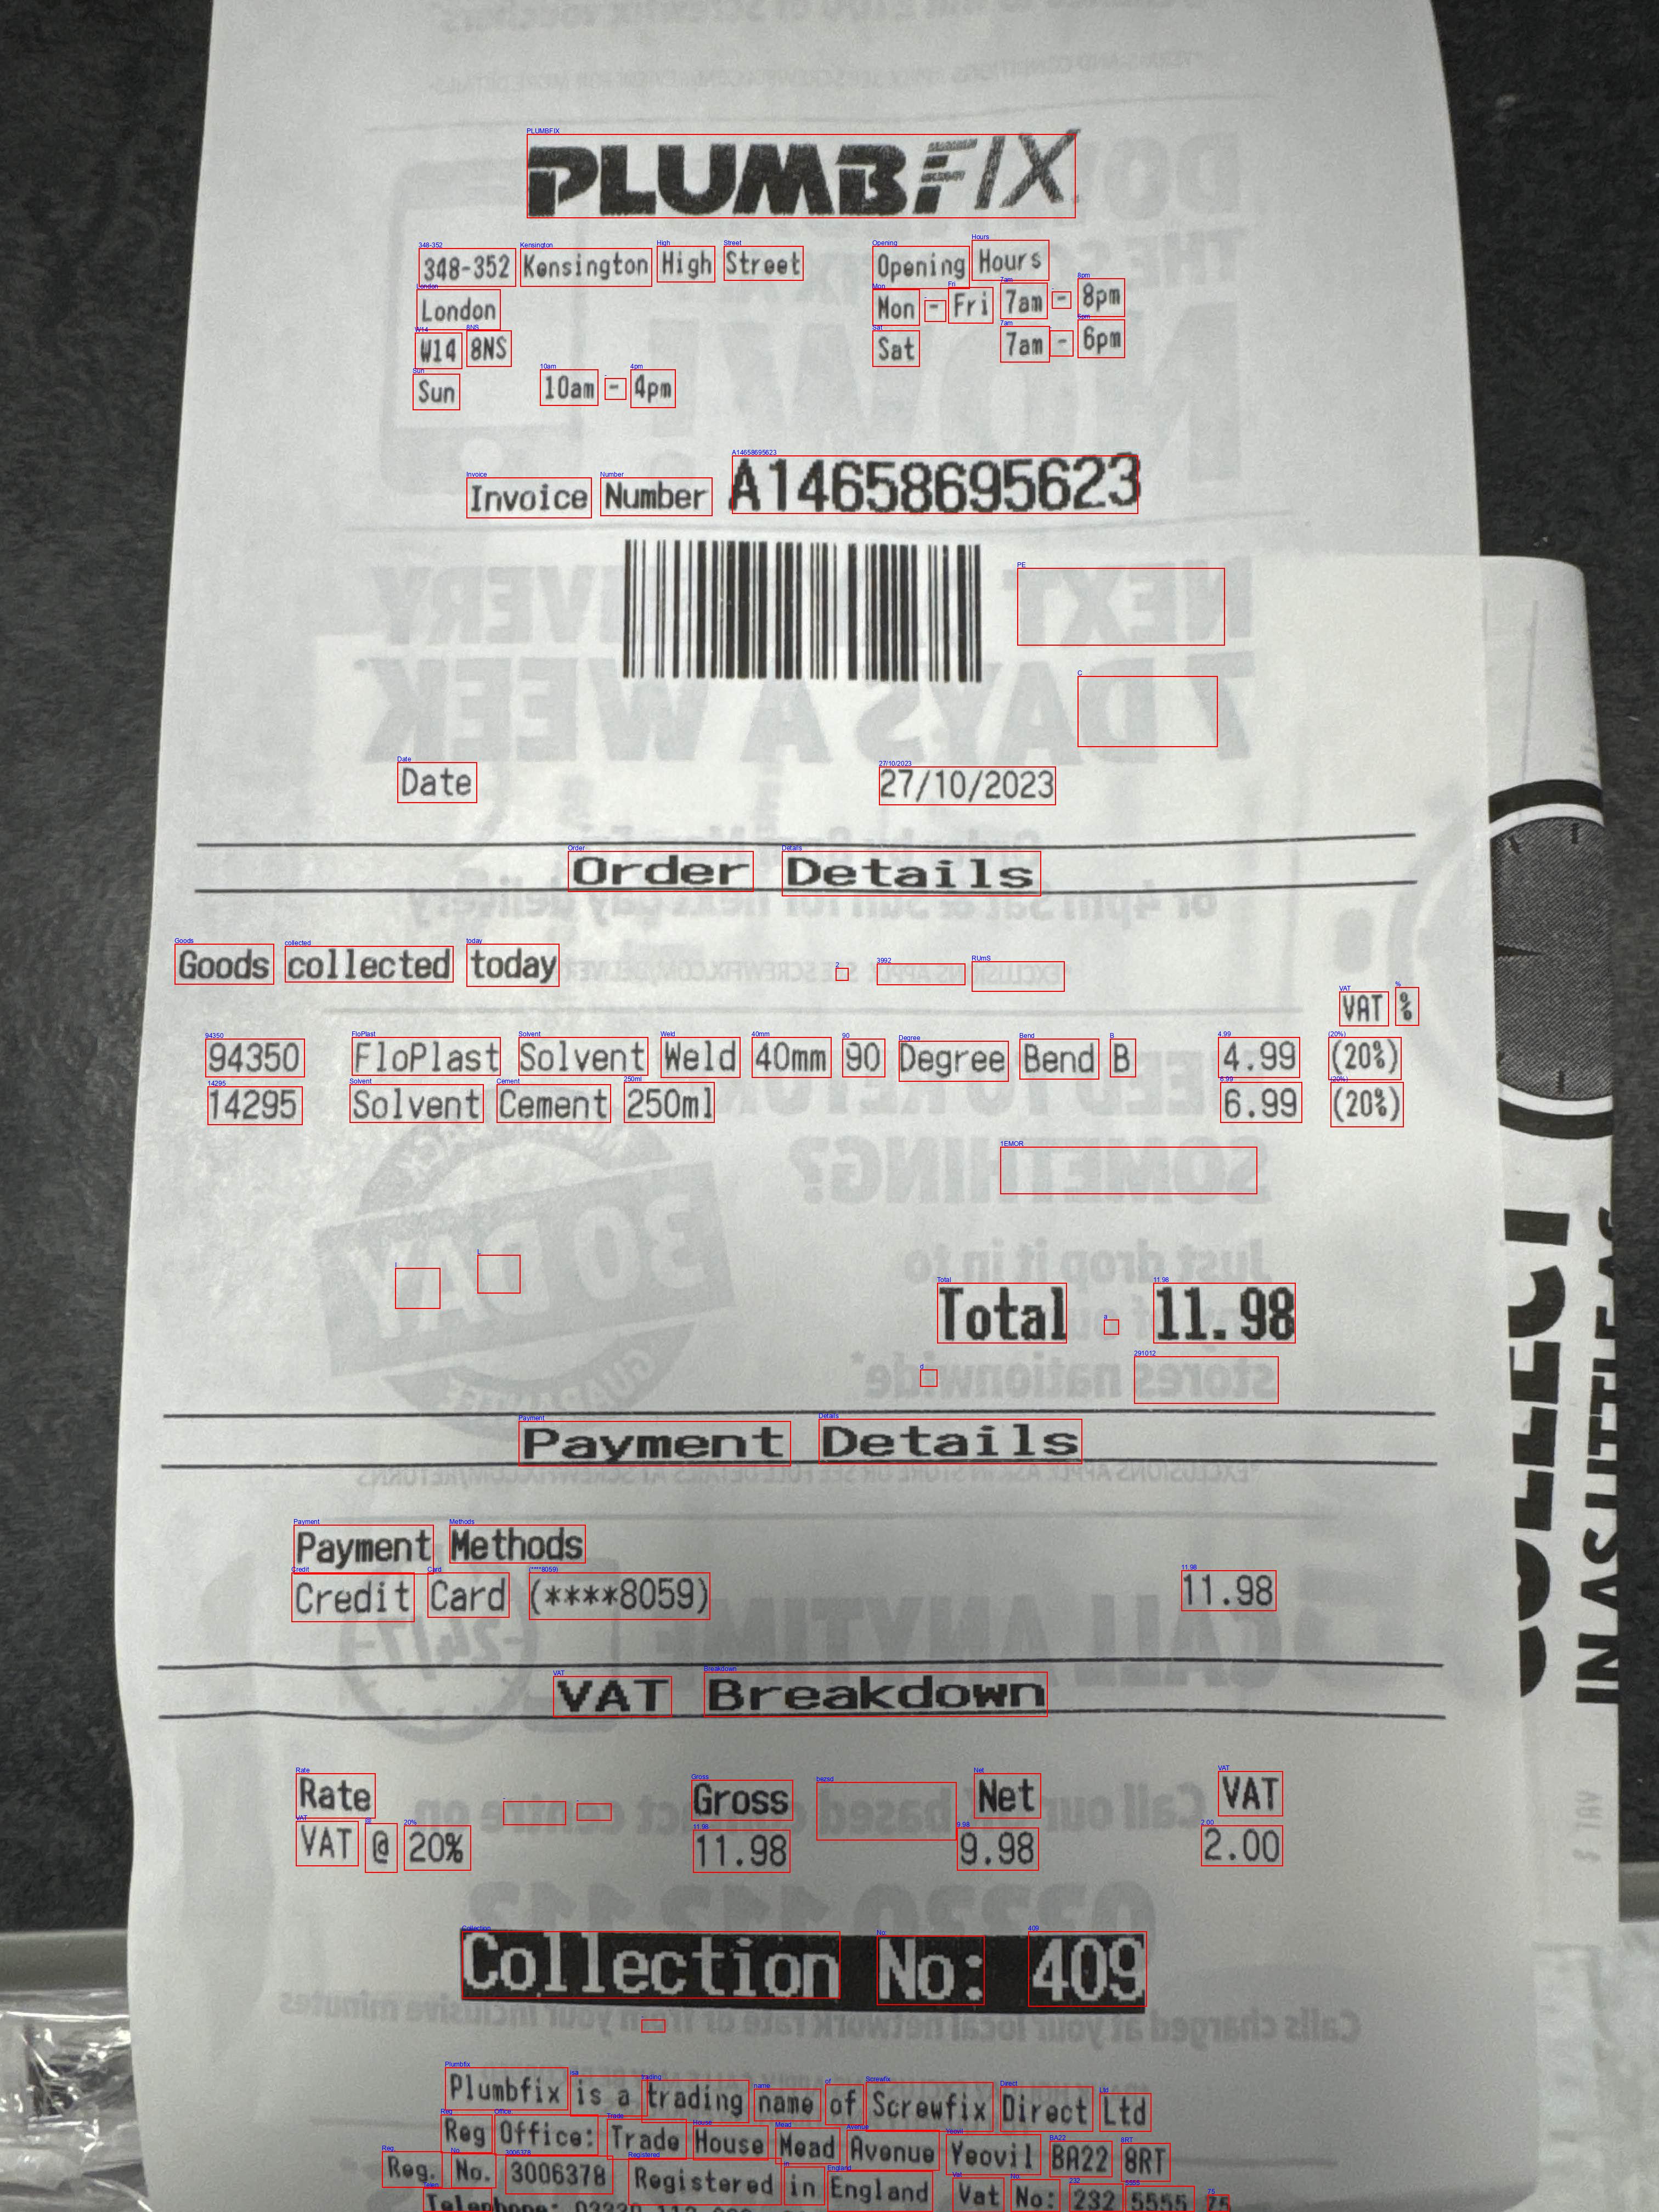 PLUMBFIX
348-352 Kensington High Street
London
W14 8NS
Opening Hours
Mon - Fri 7am - 8pm
Sat 7am - 6pm
Sun 10am - 4pm
Invoice Number A14658695623
Date 27/10/2023
Order Details
Goods collected today
VAT %
94350 FloPlast Solvent Weld 40mm 90 Degree Bend B 4.99 (20%)
14295 Solvent Cement 250ml 6.99 (20%)
Total 11.98
Payment Details
Payment Methods
Credit Card (****8059) 11.98
VAT Breakdown
Rate Gross Net VAT
VAT @ 20% 11.98 9.98 2.00
Collection No: 409
Plumbfix is a trading name of Screwfix Direct Ltd
Reg Office: Trade House Mead Avenue Yeovil BA22 8RT
Reg. No. 3006378 Registered in England Vat No: 232 5555 75
Telephone: 03330 112